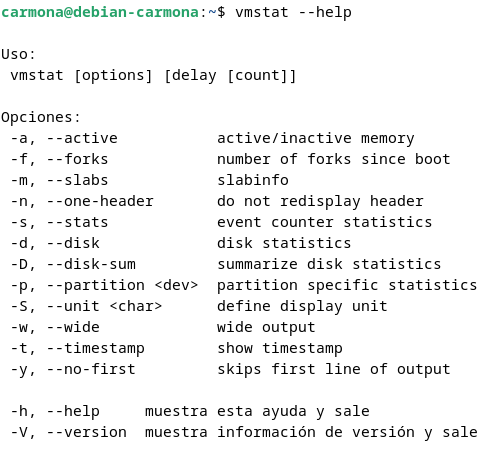 carmona@debian-carmona:~$ vmstat --help

Uso:
 vmstat [options] [delay [count]]

Opciones:
 -a, --active           active/inactive memory
 -f, --forks            number of forks since boot
 -m, --slabs            slabinfo
 -n, --one-header       do not redisplay header
 -s, --stats            event counter statistics
 -d, --disk             disk statistics
 -D, --disk-sum         summarize disk statistics
 -p, --partition <dev>  partition specific statistics
 -S, --unit <char>      define display unit
 -w, --wide             wide output
 -t, --timestamp        show timestamp
 -y, --no-first         skips first line of output

 -h, --help     muestra esta ayuda y sale
 -V, --version  muestra información de versión y sale